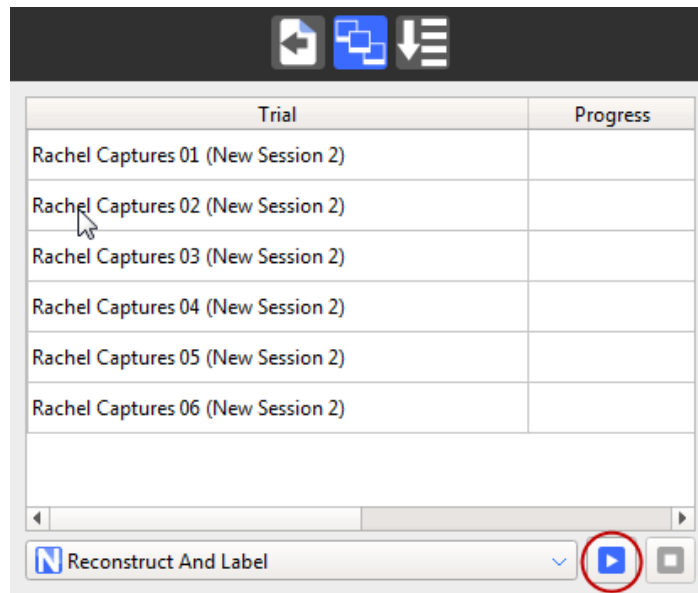 Trial Progress
Rachel Captures 01 (New Session 2)
Rachel Captures 02 (New Session 2)
Rachel Captures 03 (New Session 2)
Rachel Captures 04 (New Session 2)
Rachel Captures 05 (New Session 2)
Rachel Captures 06 (New Session 2)
N Reconstruct And Label